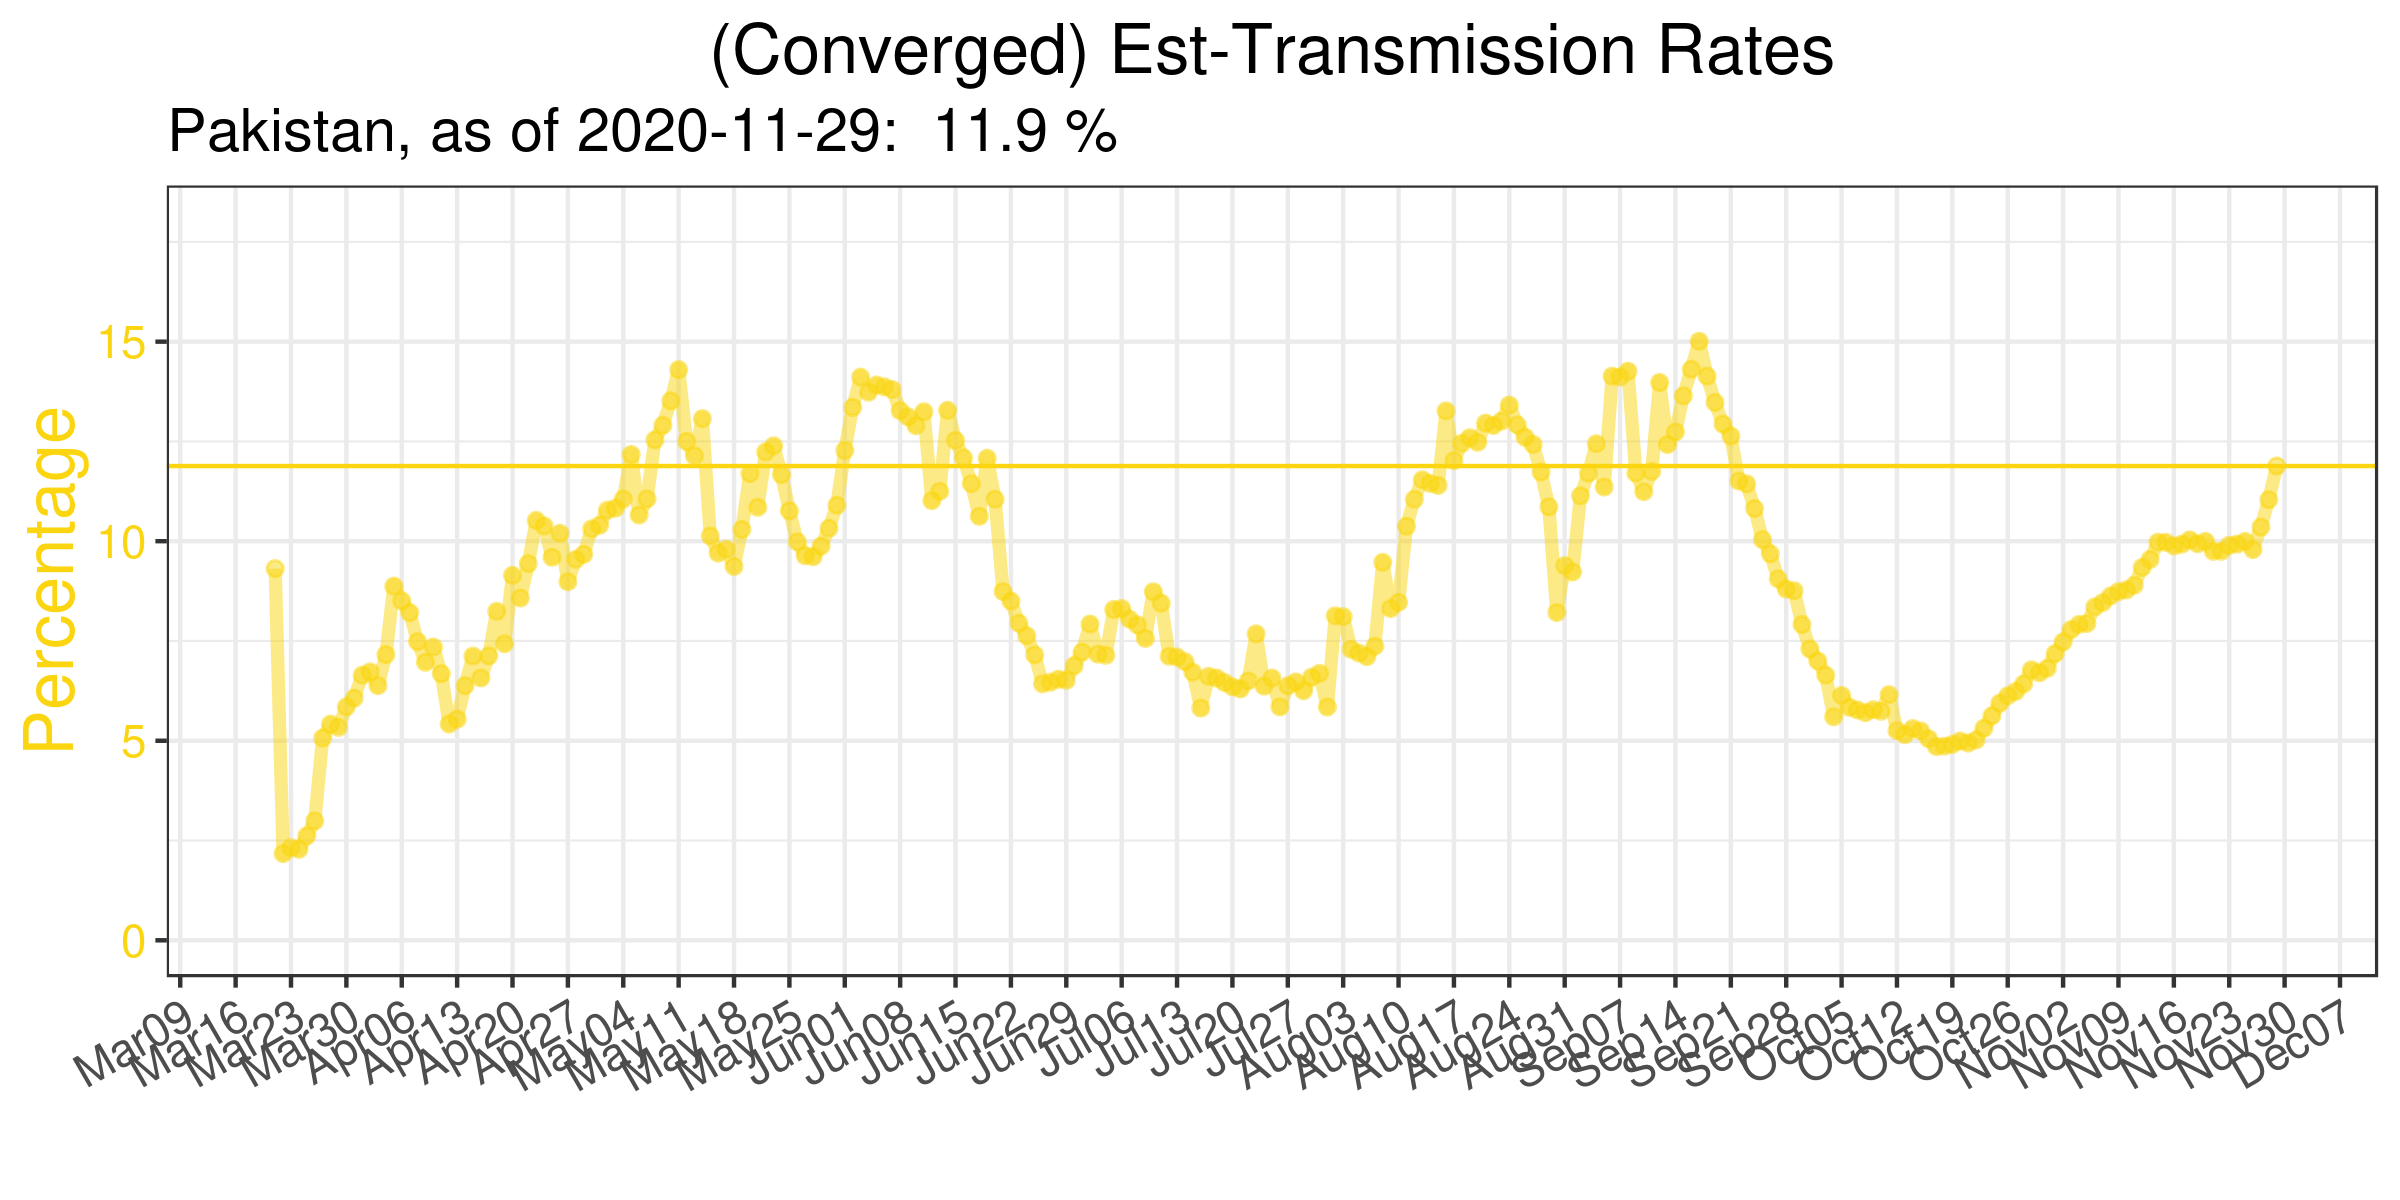 (Converged) Est-Transmission Rates
Pakistan, as of 2020-11-29:  11.9 %
Percentage
15
10
5
0
Mar09
Mar16
Mar23
Mar30
Apr06
Apr13
Apr20
Apr27
May04
May11
May18
May25
Jun01
Jun08
Jun15
Jun22
Jun29
Jul06
Jul13
Jul20
Jul27
Aug03
Aug10
Aug17
Aug24
Aug31
Sep07
Sep14
Sep21
Sep28
Oct05
Oct12
Oct19
Oct26
Nov02
Nov09
Nov16
Nov23
Nov30
Dec07